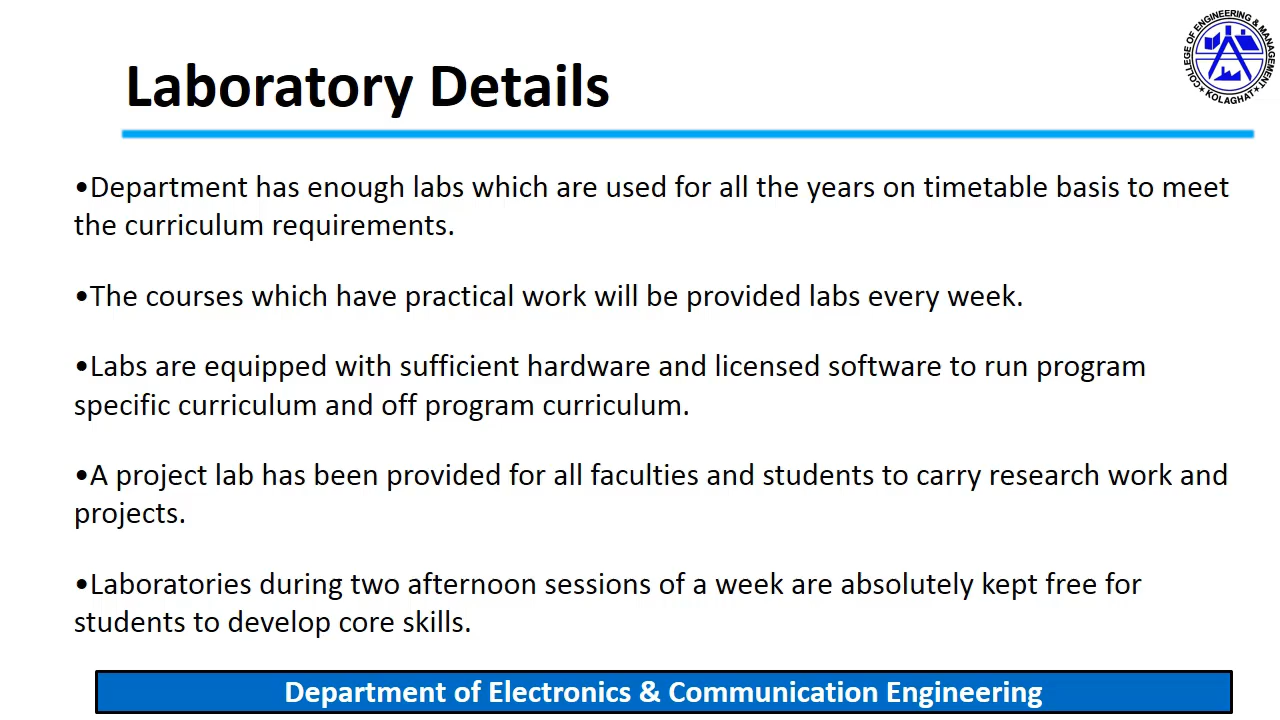 COLLEGE OF ENGINEERING & MANAGEMENT,
★ KOLAGHAT ★
Laboratory Details
•Department has enough labs which are used for all the years on timetable basis to meet
the curriculum requirements.
•The courses which have practical work will be provided labs every week.
•Labs are equipped with sufficient hardware and licensed software to run program
specific curriculum and off program curriculum.
•A project lab has been provided for all faculties and students to carry research work and
projects.
•Laboratories during two afternoon sessions of a week are absolutely kept free for
students to develop core skills.
Department of Electronics & Communication Engineering